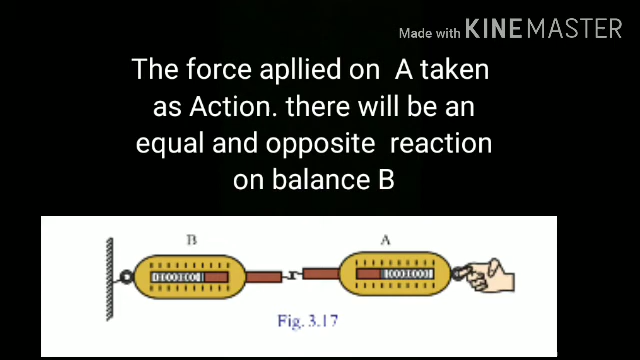 Made with KINEMASTER
The force apllied on A taken
as Action. there will be an
equal and opposite reaction
on balance B
B
A
Fig. 3.17